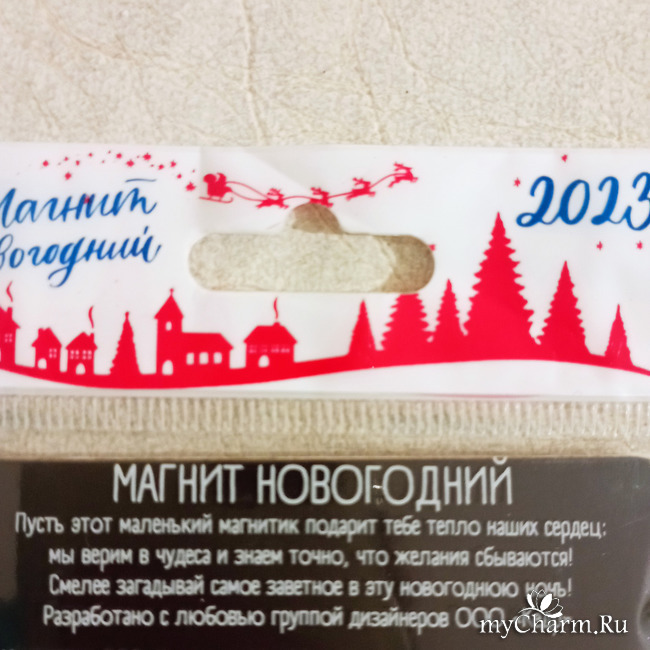 Магнит
новогодний
2023
МАГНИТ НОВОГОДНИЙ
Пусть этот маленький магнитик подарит тебе тепло наших сердец:
мы верим в чудеса и знаем точно, что желания сбываются!
Смелее загадывай самое заветное в эту новогоднюю ночь!
Разработано с любовью группой дизайнеров ООО
myCharm.Ru